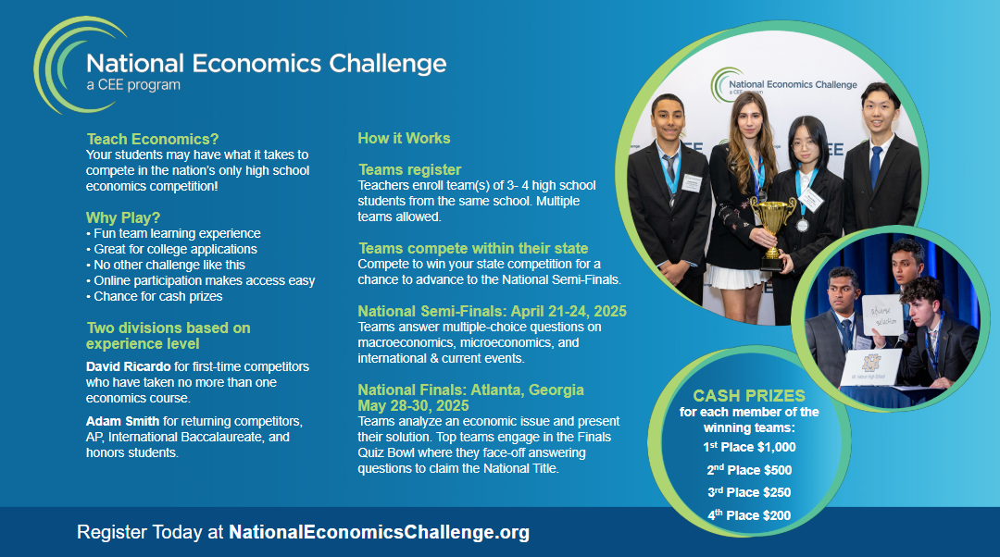 National Economics Challenge
a CEE program
Teach Economics?
Your students may have what it takes to
compete in the nation's only high school
economics competition!
Why Play?
• Fun team learning experience
• Great for college applications
• No other challenge like this
• Online participation makes access easy
• Chance for cash prizes
Two divisions based on
experience level
David Ricardo for first-time competitors
who have taken no more than one
economics course.
Adam Smith for returning competitors,
AP, International Baccalaureate, and
honors students.
How it Works
Teams register
Teachers enroll team(s) of 3- 4 high school
students from the same school. Multiple
teams allowed.
Teams compete within their state
Compete to win your state competition for a
chance to advance to the National Semi-Finals.
National Semi-Finals: April 21-24, 2025
Teams answer multiple-choice questions on
macroeconomics, microeconomics, and
international & current events.
National Finals: Atlanta, Georgia
May 28-30, 2025
Teams analyze an economic issue and present
their solution. Top teams engage in the Finals
Quiz Bowl where they face-off answering
questions to claim the National Title.
National Economics Challenge
a CEE program
EE
adverse
selection
CASH PRIZES
for each member of the
winning teams:
1st Place $1,000
2nd Place $500
3rd Place $250
4th Place $200
Register Today at NationalEconomicsChallenge.org